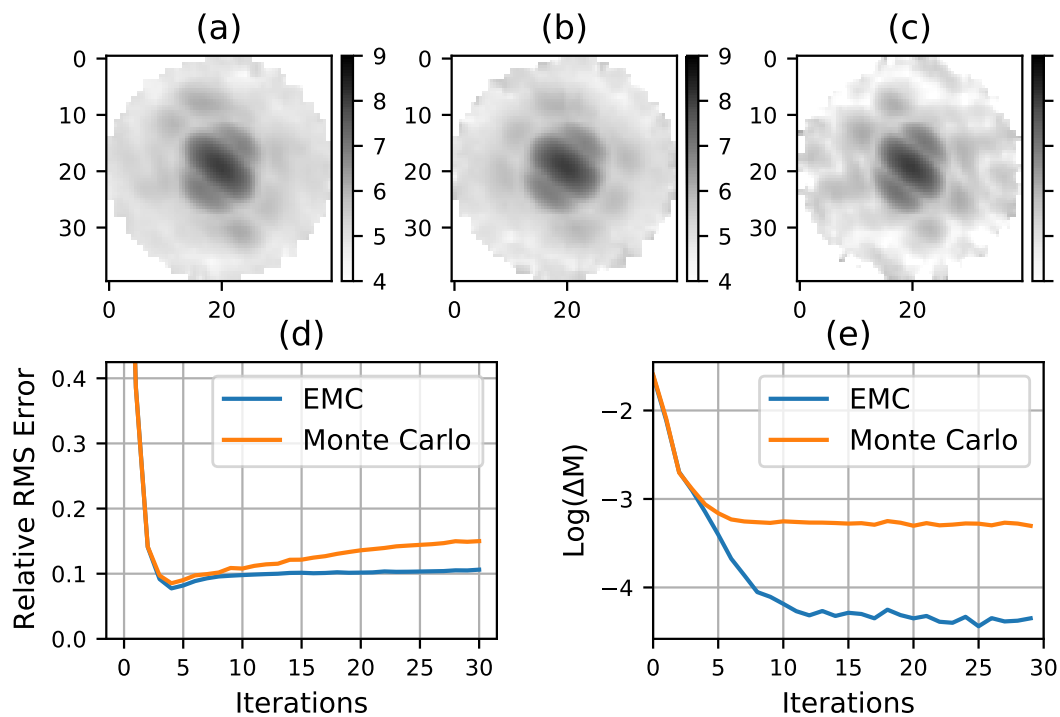 (a) (b) (c)
0 10 20 30
0 20
9 8 7 6 5 4
0 10 20 30
0 20
9 8 7 6 5 4
0 10 20 30
0 20
(d) (e)
Relative RMS Error
0.4
0.3
0.2
0.1
0.0
EMC
Monte Carlo
0 5 10 15 20 25 30
Iterations
Log(ΔM)
−2
−3
−4
EMC
Monte Carlo
0 5 10 15 20 25 30
Iterations